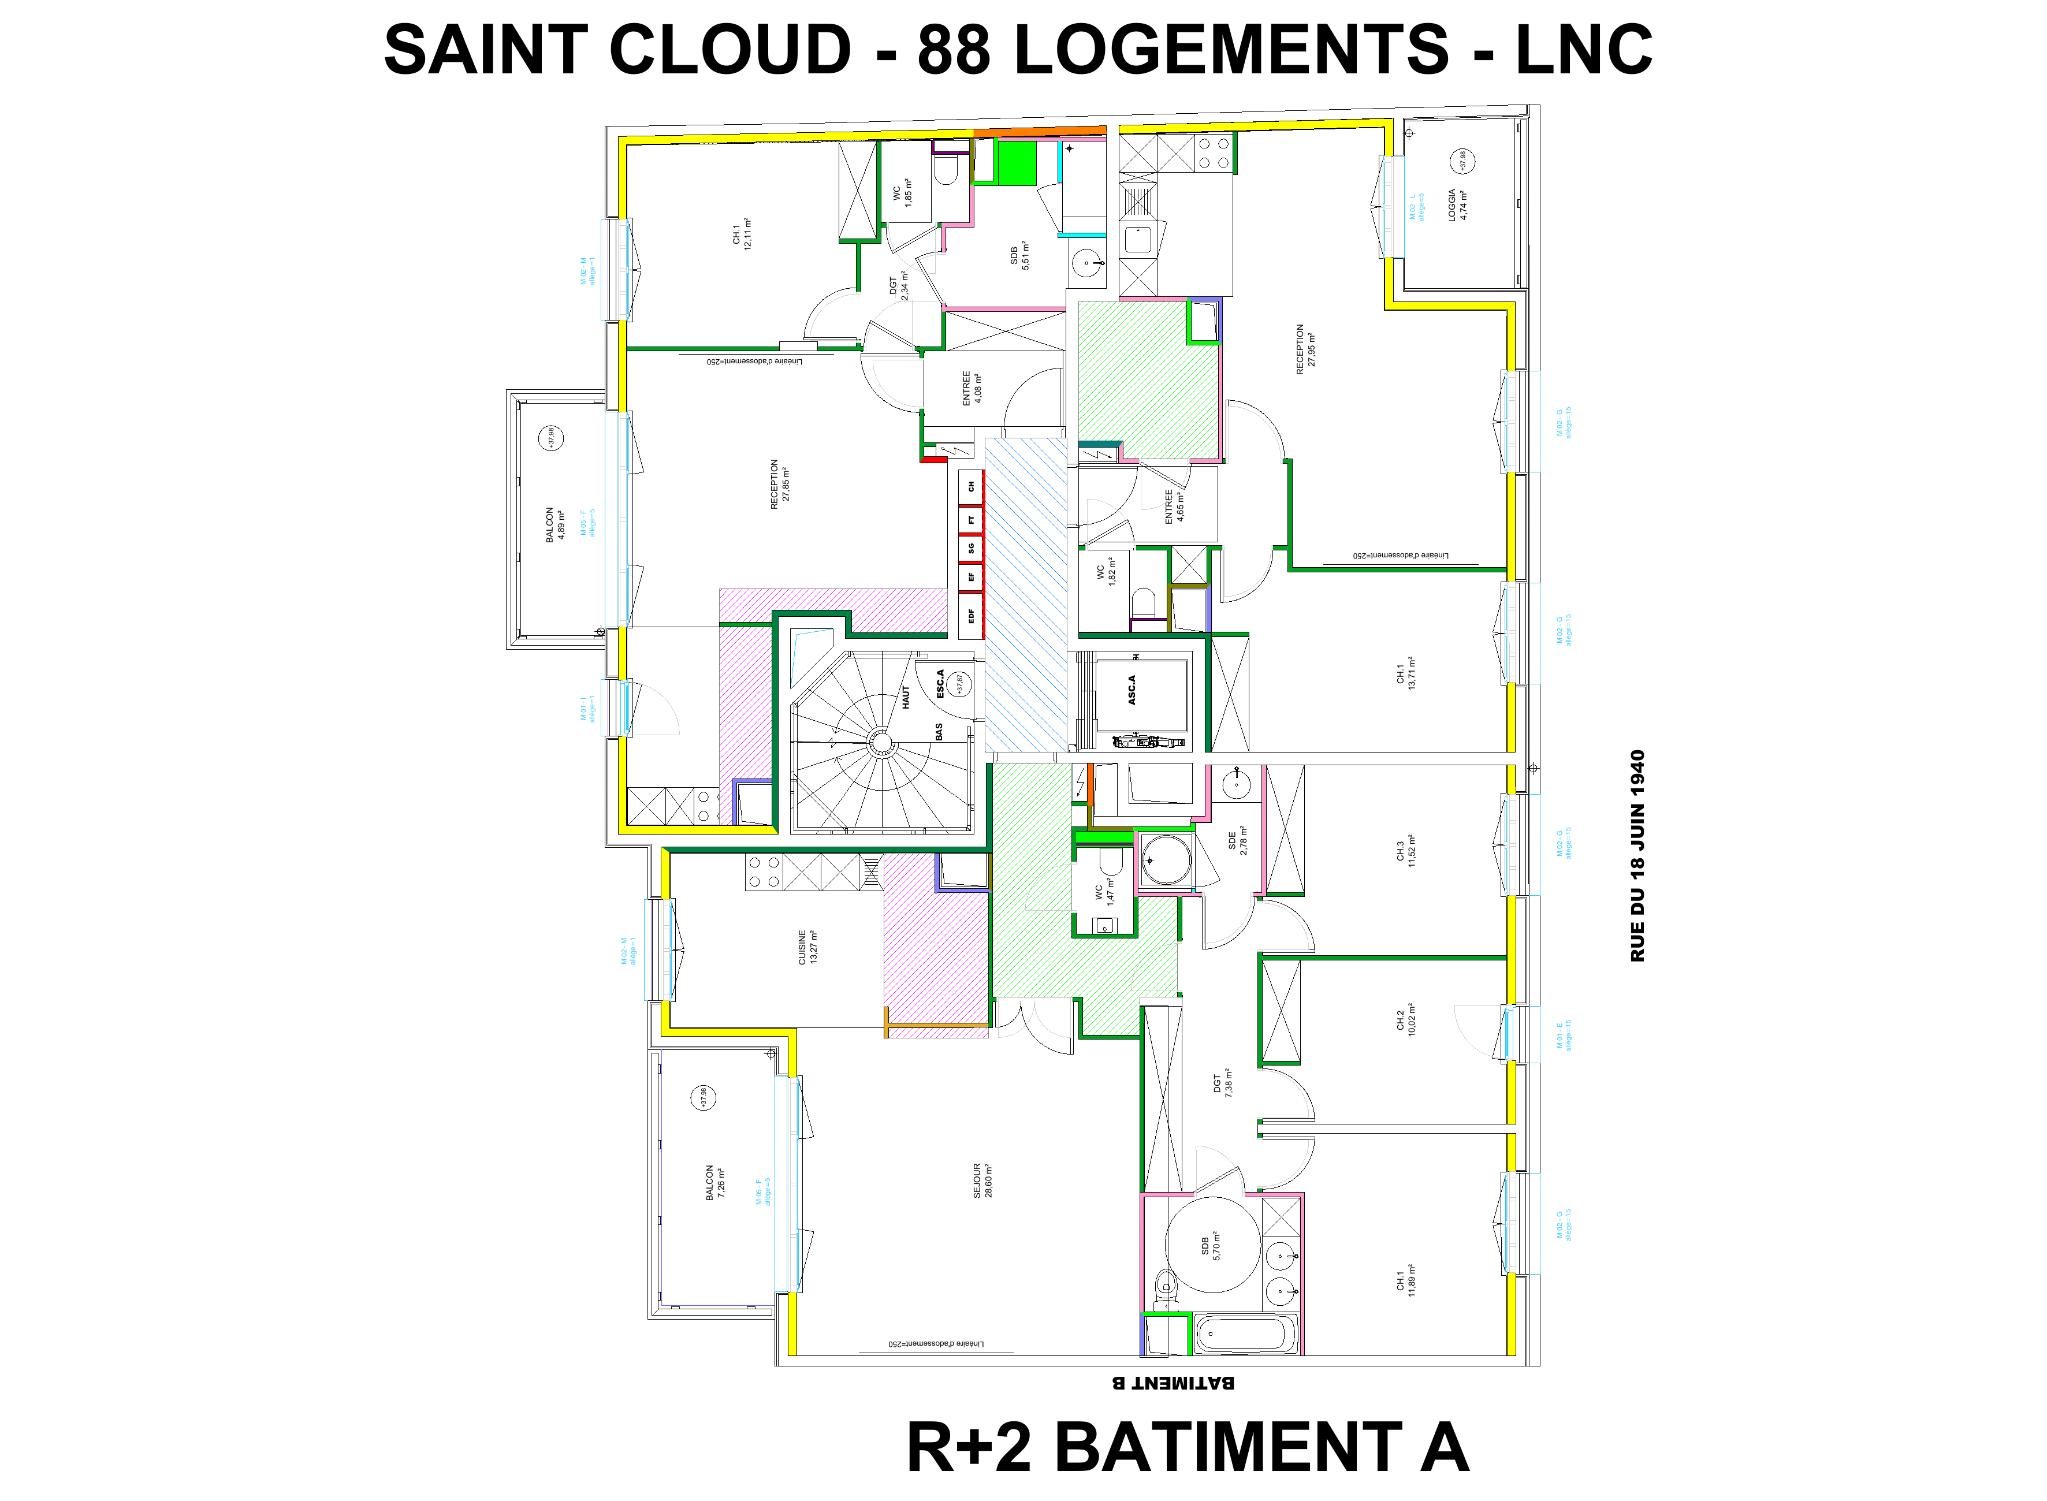 SAINT CLOUD - 88 LOGEMENTS - LNC
WC
1,85 m²
CH.1
12,11 m²
SDB
5,51 m²
DGT
2,34 m²
+37,98
LOGGIA
4,74 m²
M 02 - L
allège=5
M 02 - M
allège=1
RECEPTION
27,95 m²
Linéaire d'adossement=250
ENTREE
4,08 m²
+37,98
BALCON
4,89 m²
M 05 - F
allège=5
RECEPTION
27,85 m²
CH
FT
SG
EF
EDF
ENTREE
4,65 m²
M 02 - G
allège=15
Linéaire d'adossement=250
WC
1,82 m²
M 02 - G
allège=15
CH.1
13,71 m²
M 01 - I
allège=1
HAUT
ESC.A
+37,87
BAS
ASC.A
RUE DU 18 JUIN 1940
SDE
2,78 m²
CH.3
11,52 m²
M 02 - G
allège=15
WC
1,47 m²
M 02 - M
allège=1
CUISINE
13,27 m²
CH.2
10,02 m²
M 01 - E
allège=15
DGT
7,38 m²
+37,98
BALCON
7,26 m²
M 06 - F
allège=5
SEJOUR
28,60 m²
SDB
5,70 m²
CH.1
11,89 m²
M 02 - G
allège=15
Linéaire d'adossement=250
BATIMENT B
R+2 BATIMENT A